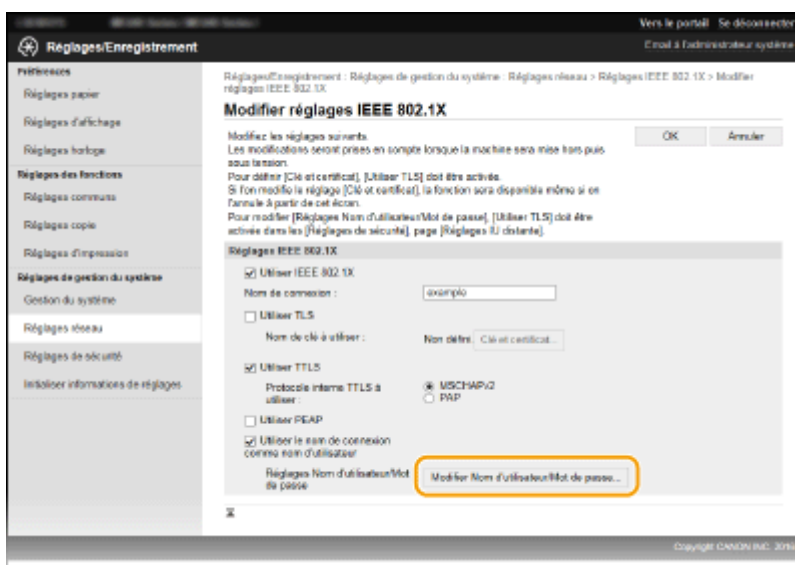 Vers le portail Se déconnecter
Réglages/Enregistrement
Email à l'administrateur système
Préférences
Réglages papier
Réglages d'affichage
Réglages horloge
Réglages des fonctions
Réglages communs
Réglages copie
Réglages d'impression
Réglages de gestion du système
Gestion du système
Réglages réseau
Réglages de sécurité
Initialiser informations de réglages
Réglages/Enregistrement : Réglages de gestion du système : Réglages réseau > Réglages IEEE 802.1X > Modifier
réglages IEEE 802.1X
Modifier réglages IEEE 802.1X
Modifiez les réglages suivants.
Les modifications seront prises en compte lorsque la machine sera mise hors puis
sous tension.
Pour définir [Clé et certificat], [Utiliser TLS] doit être activée.
Si l'on modifie le réglage [Clé et certificat], la fonction sera disponible même si on
l'annule à partir de cet écran.
Pour modifier [Réglages Nom d'utilisateur/Mot de passe], [Utiliser TLS] doit être
activée dans les [Réglages de sécurité], page [Réglages IU distante].
OK Annuler
Réglages IEEE 802.1X
Utiliser IEEE 802.1X
Nom de connexion : example
Utiliser TLS
Nom de clé à utiliser : Non défini. Clé et certificat...
Utiliser TTLS
Protocole interne TTLS à
utiliser :
MSCHAPv2
PAP
Utiliser PEAP
Utiliser le nom de connexion
comme nom d'utilisateur
Réglages Nom d'utilisateur/Mot
de passe
Modifier Nom d'utilisateur/Mot de passe...
Copyright CANON INC. 2016